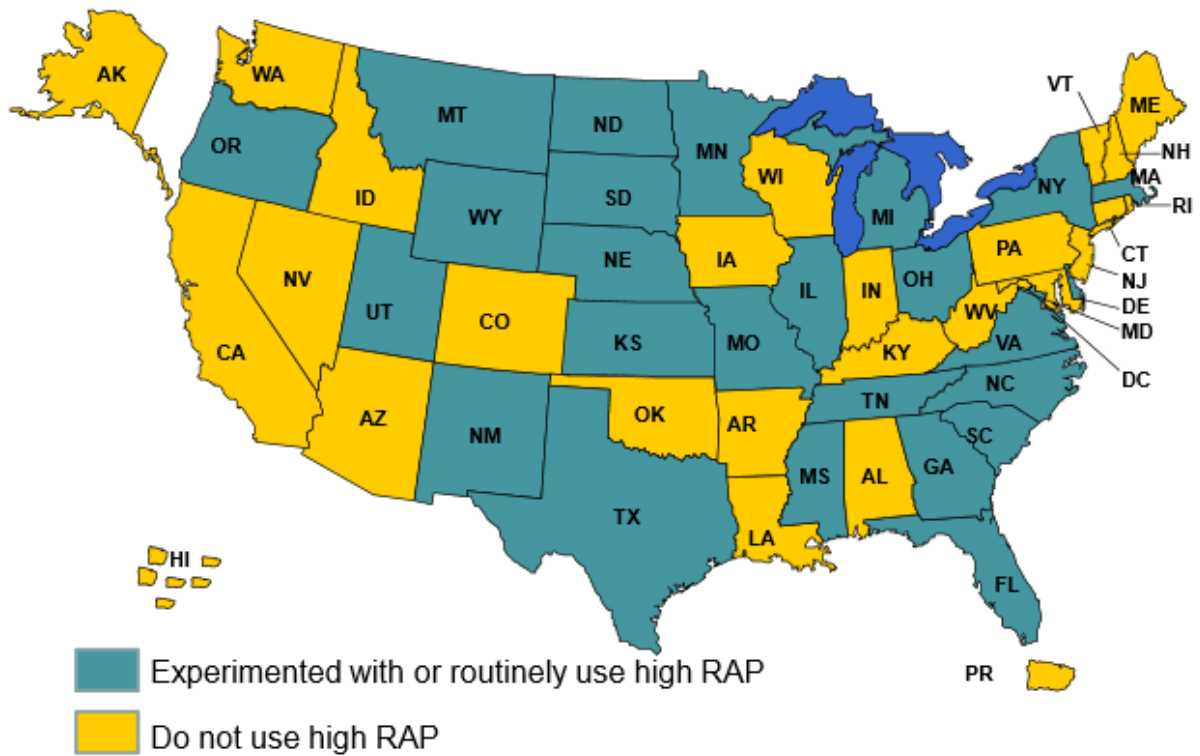 AK
WA
VT
ME
MT
ND
OR
MN
NH
ID
WI
NY
MA
SD
WY
MI
RI
PA
NE
IA
CT
NV
OH
NJ
UT
IL
IN
CO
DE
WV
MD
CA
KS
MO
VA
KY
DC
NC
TN
AZ
OK
AR
NM
SC
MS
AL
GA
TX
LA
HI
FL
PR
Experimented with or routinely use high RAP
Do not use high RAP